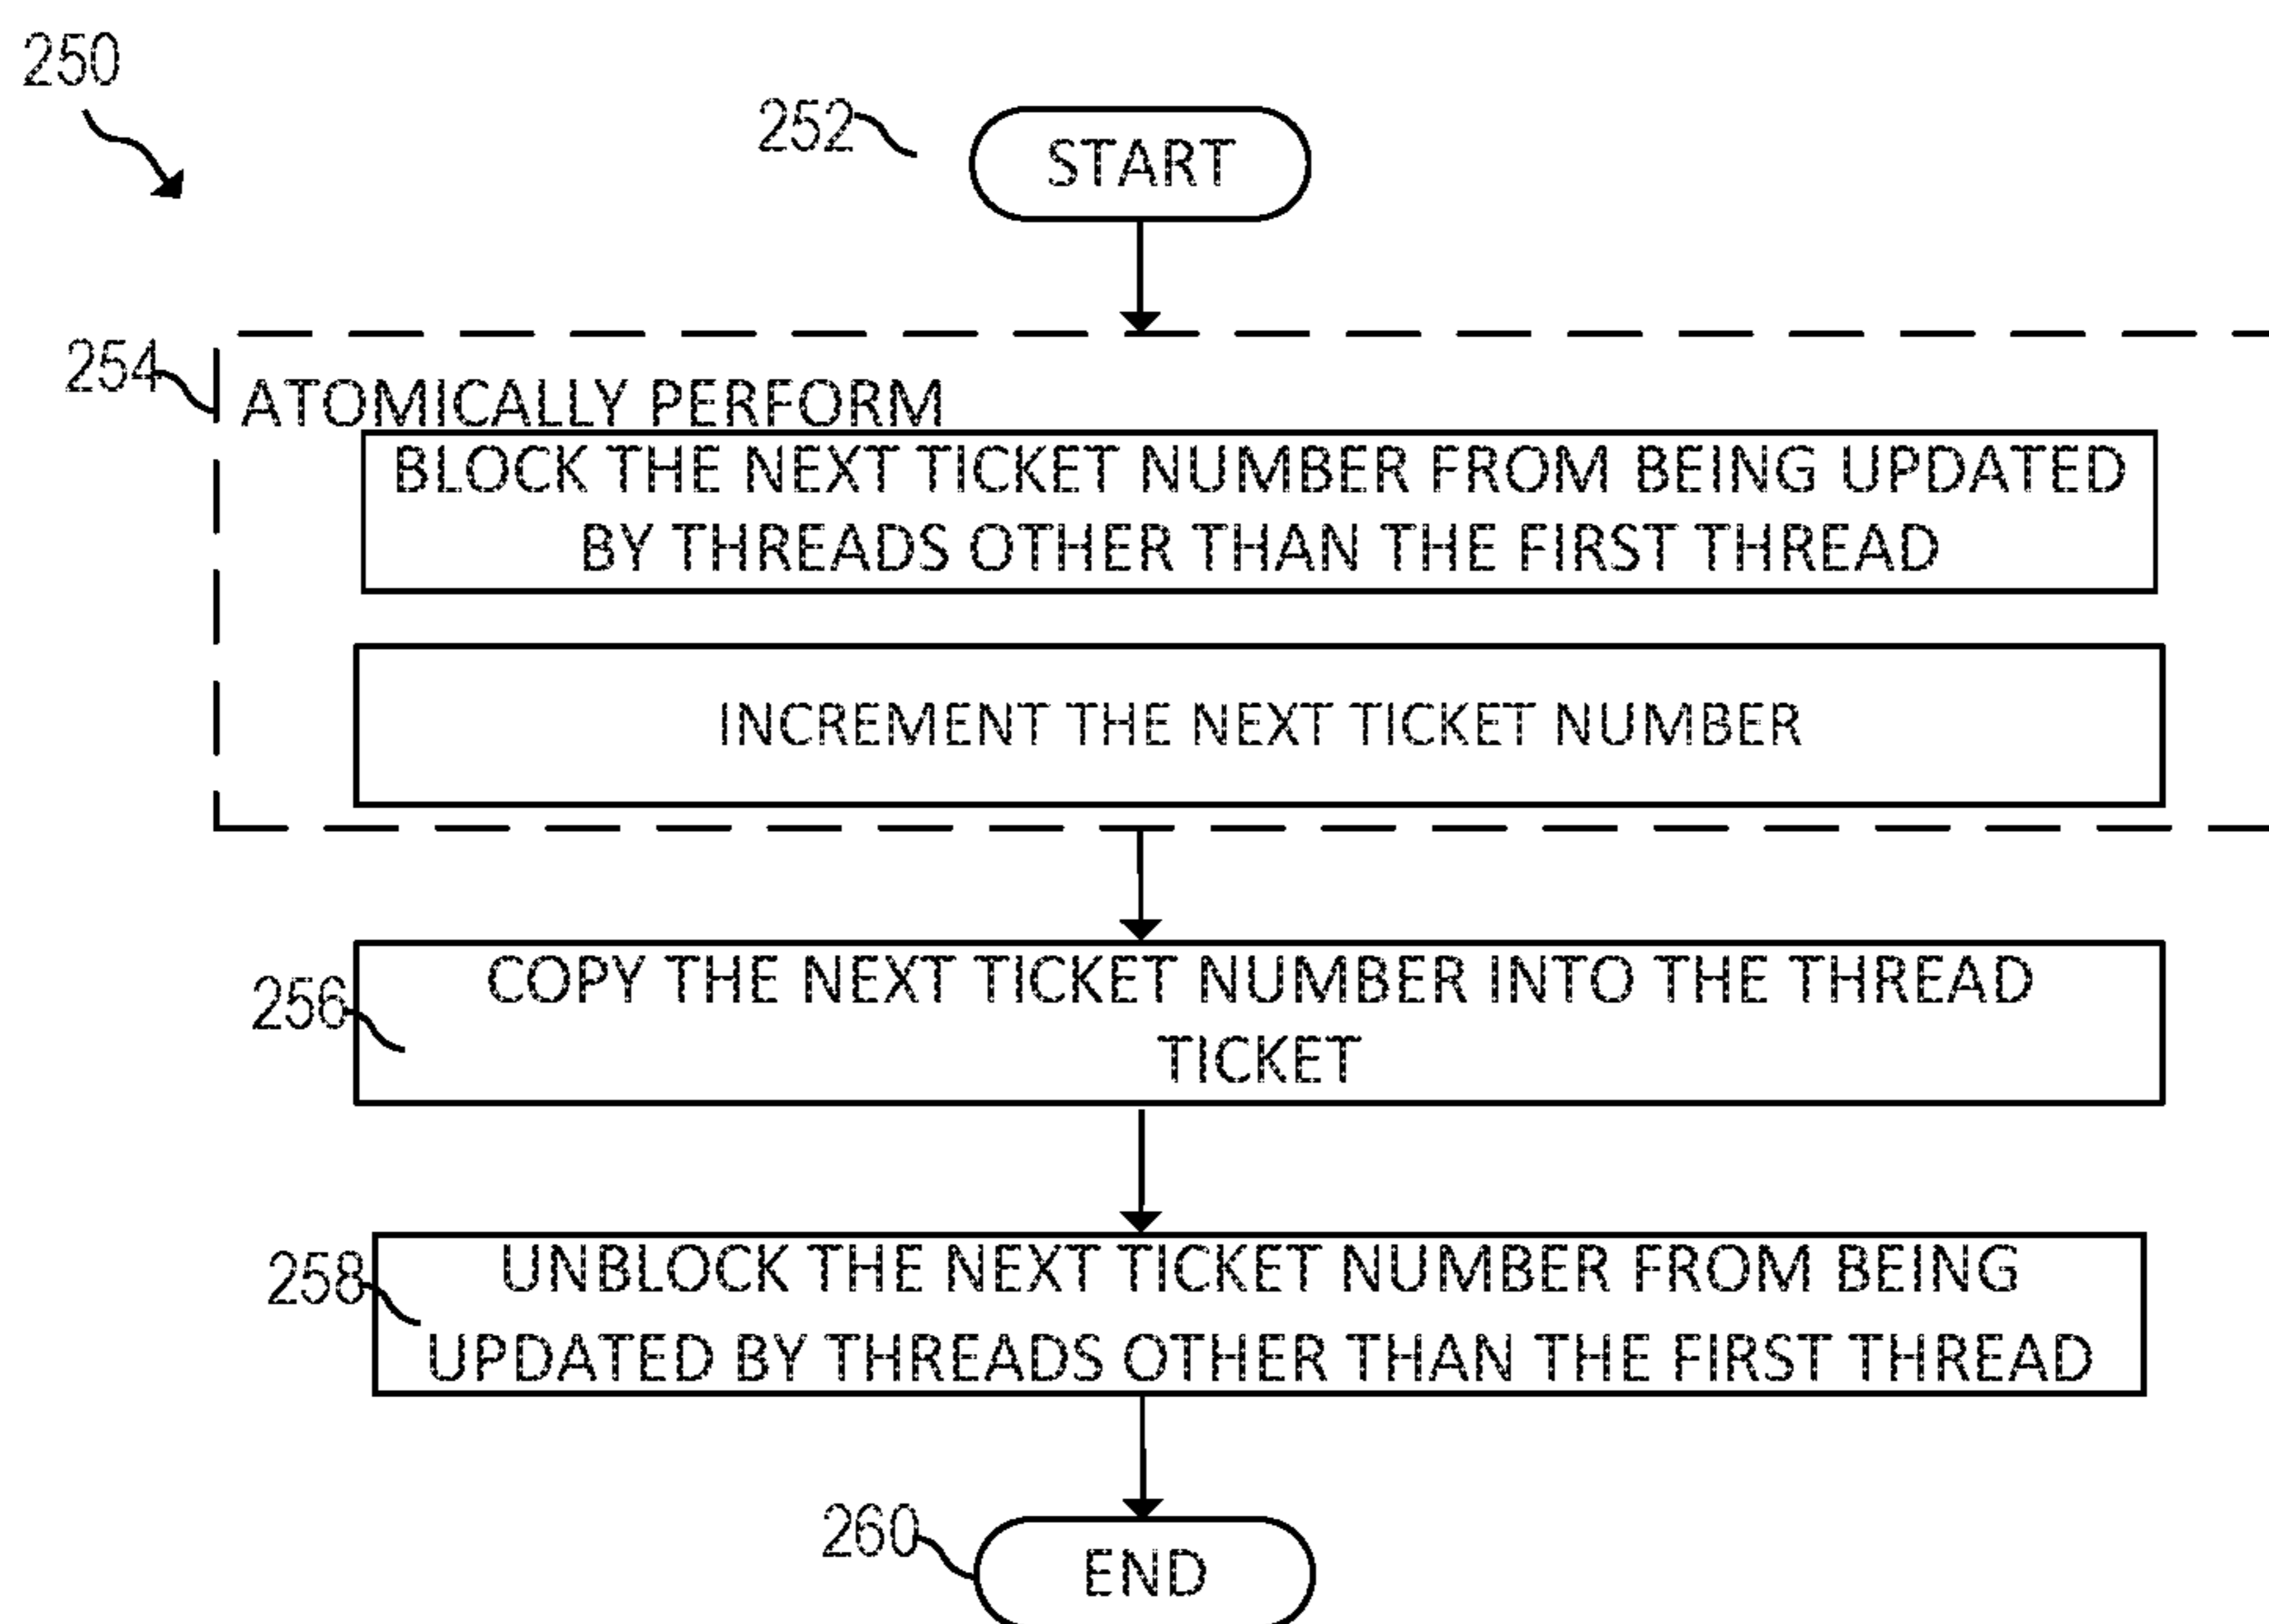 250
252
START
254
ATOMICALLY PERFORM
BLOCK THE NEXT TICKET NUMBER FROM BEING UPDATED
BY THREADS OTHER THAN THE FIRST THREAD
INCREMENT THE NEXT TICKET NUMBER
256
COPY THE NEXT TICKET NUMBER INTO THE THREAD
TICKET
258
UNBLOCK THE NEXT TICKET NUMBER FROM BEING
UPDATED BY THREADS OTHER THAN THE FIRST THREAD
260
END